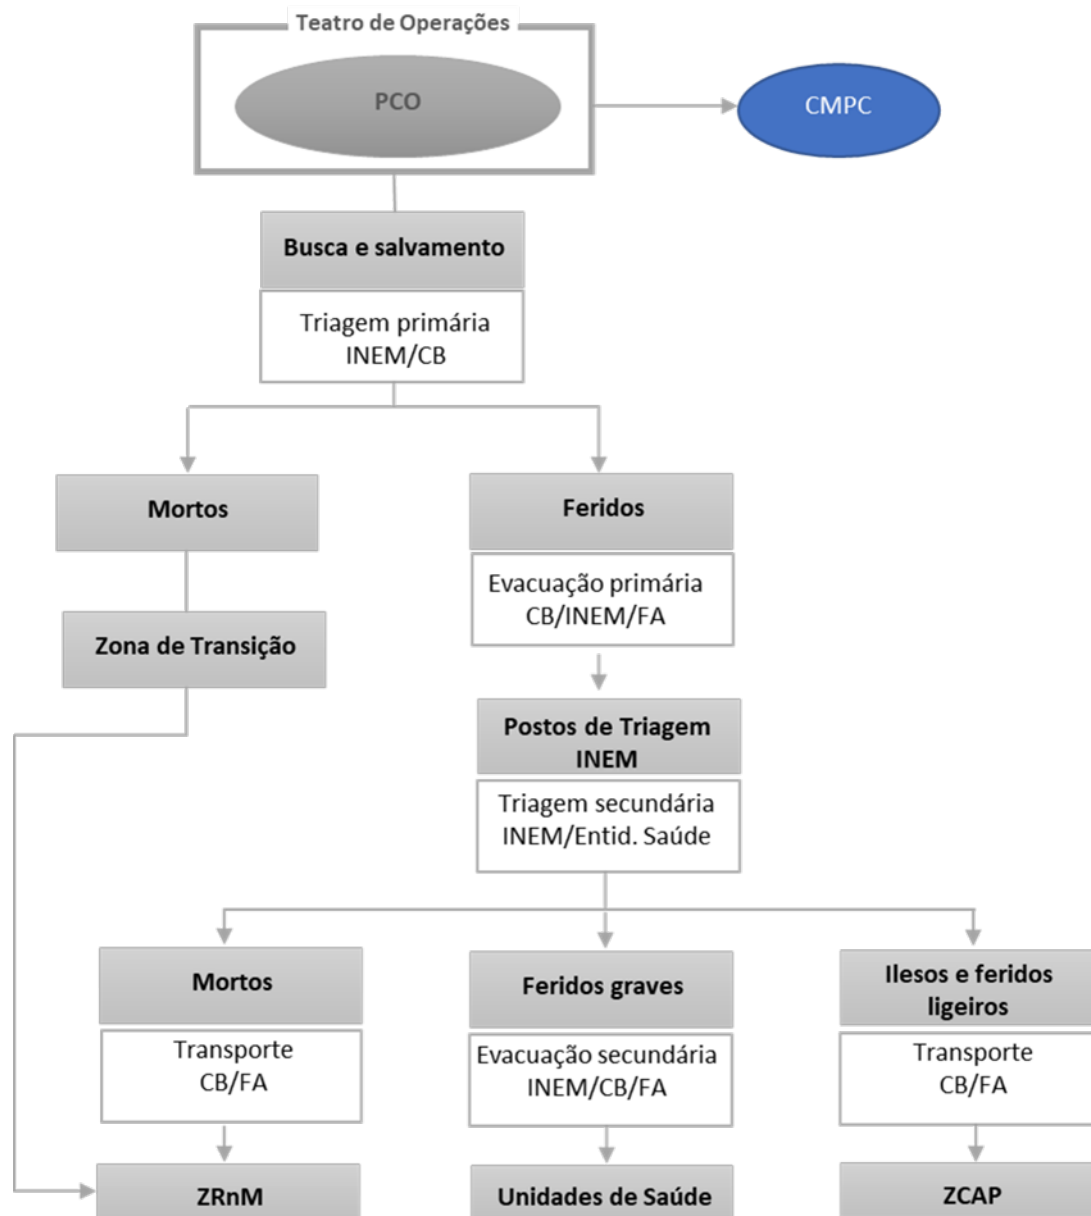 Teatro de Operações
PCO
CMPC
Busca e salvamento
Triagem primária
INEM/CB
Mortos
Feridos
Evacuação primária
CB/INEM/FA
Zona de Transição
Postos de Triagem
INEM
Triagem secundária
INEM/Entid. Saúde
Mortos
Transporte
CB/FA
Feridos graves
Evacuação secundária
INEM/CB/FA
Ilesos e feridos
ligeiros
Transporte
CB/FA
ZRnM
Unidades de Saúde
ZCAP